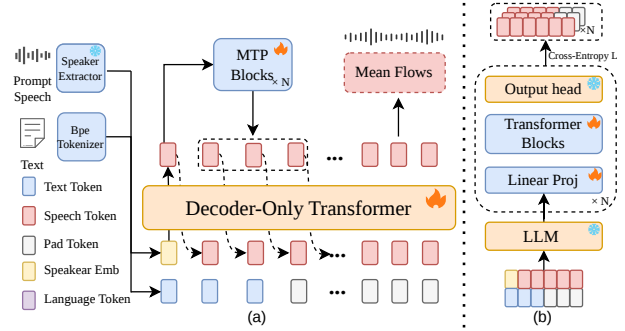 Speaker
Extractor
Prompt
Speech
Bpe
Tokenizer
Text
Text Token
Speech Token
Pad Token
Speakear Emb
Language Token
MTP
Blocks
× N
Mean Flows
...
Decoder-Only Transformer
...
...
(a)
×N
Cross-Entropy L
Output head
Transformer
Blocks
Linear Proj
× N
LLM
(b)